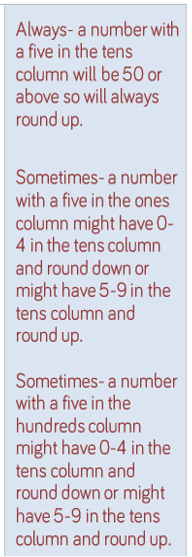 Always- a number with
a five in the tens
column will be 50 or
above so will always
round up.
Sometimes- a number
with a five in the ones
column might have 0-
4 in the tens column
and round down or
might have 5-9 in the
tens column and
round up.
Sometimes- a number
with a five in the
hundreds column
might have 0-4 in the
tens column and
round down or might
have 5-9 in the tens
column and round up.